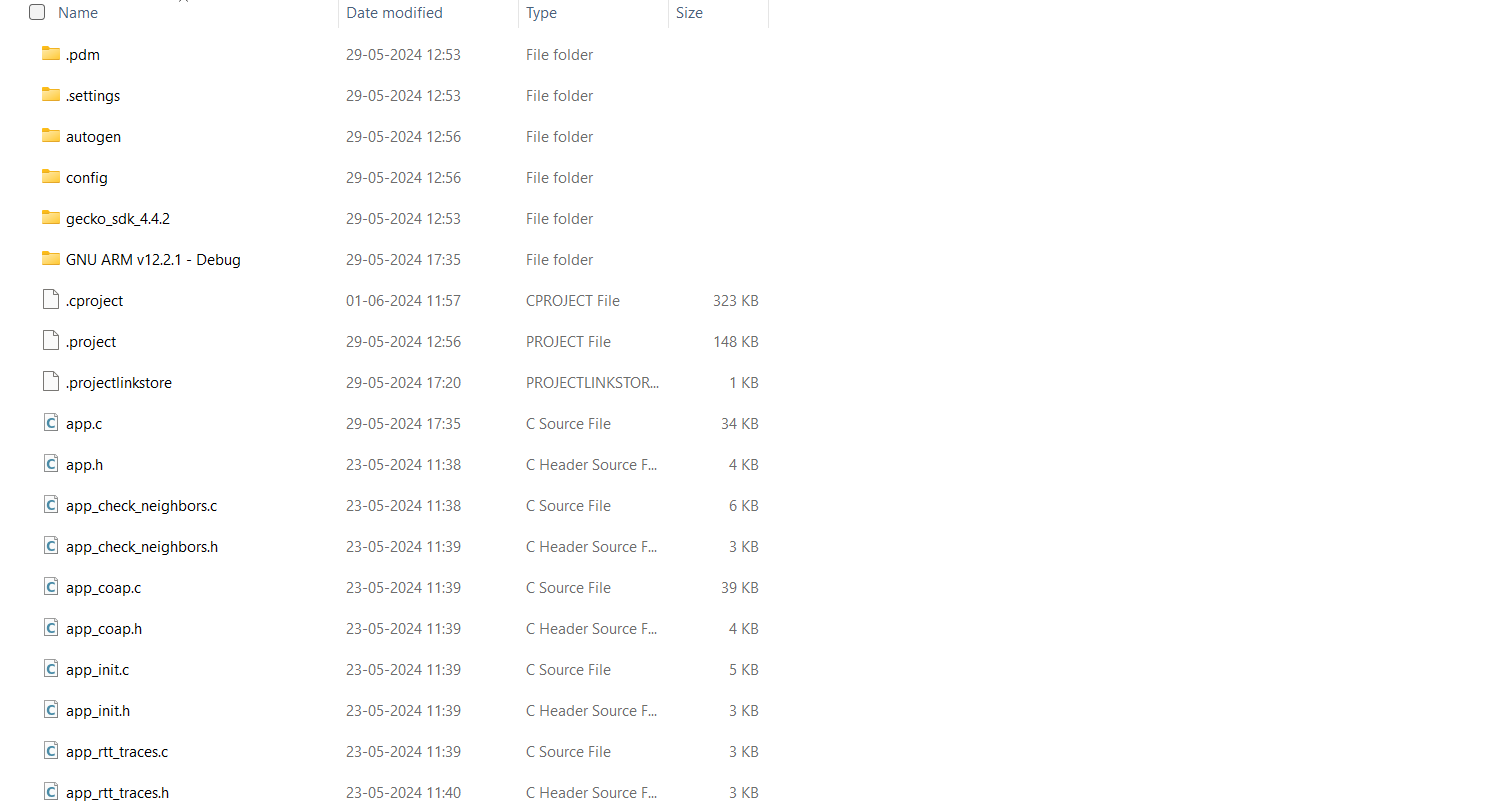 Name Date modified Type Size
.pdm 29-05-2024 12:53 File folder
.settings 29-05-2024 12:53 File folder
autogen 29-05-2024 12:56 File folder
config 29-05-2024 12:56 File folder
gecko_sdk_4.4.2 29-05-2024 12:53 File folder
GNU ARM v12.2.1 - Debug 29-05-2024 17:35 File folder
.cproject 01-06-2024 11:57 CPROJECT File 323 KB
.project 29-05-2024 12:56 PROJECT File 148 KB
.projectlinkstore 29-05-2024 17:20 PROJECTLINKSTOR... 1 KB
app.c 29-05-2024 17:35 C Source File 34 KB
app.h 23-05-2024 11:38 C Header Source F... 4 KB
app_check_neighbors.c 23-05-2024 11:38 C Source File 6 KB
app_check_neighbors.h 23-05-2024 11:39 C Header Source F... 3 KB
app_coap.c 23-05-2024 11:39 C Source File 39 KB
app_coap.h 23-05-2024 11:39 C Header Source F... 4 KB
app_init.c 23-05-2024 11:39 C Source File 5 KB
app_init.h 23-05-2024 11:39 C Header Source F... 3 KB
app_rtt_traces.c 23-05-2024 11:39 C Source File 3 KB
app_rtt_traces.h 23-05-2024 11:40 C Header Source F... 3 KB